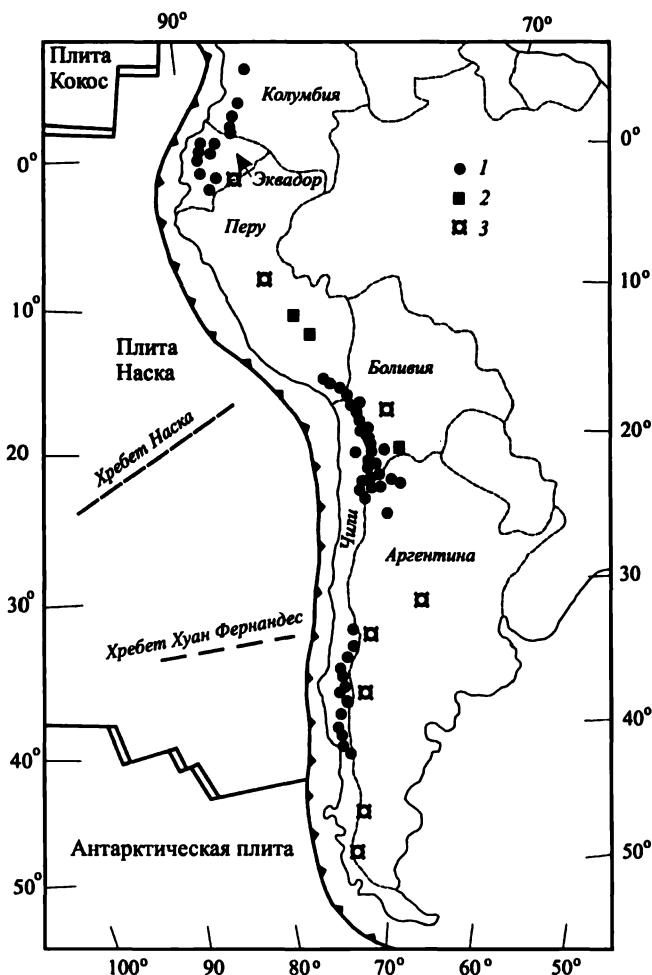 90° 70°
Плита
Кокос
Колумбия
0°
0°
1
2
3
Эквадор
Перу
10°
10°
Плита
Наска
Боливия
20°
Хребет Наска
20
Чили
Аргентина
30°
30°
Хребет Хуан Фернандес
40°
40°
Антарктическая плита
50°
50°
100° 90 80° 70° 60° 50°